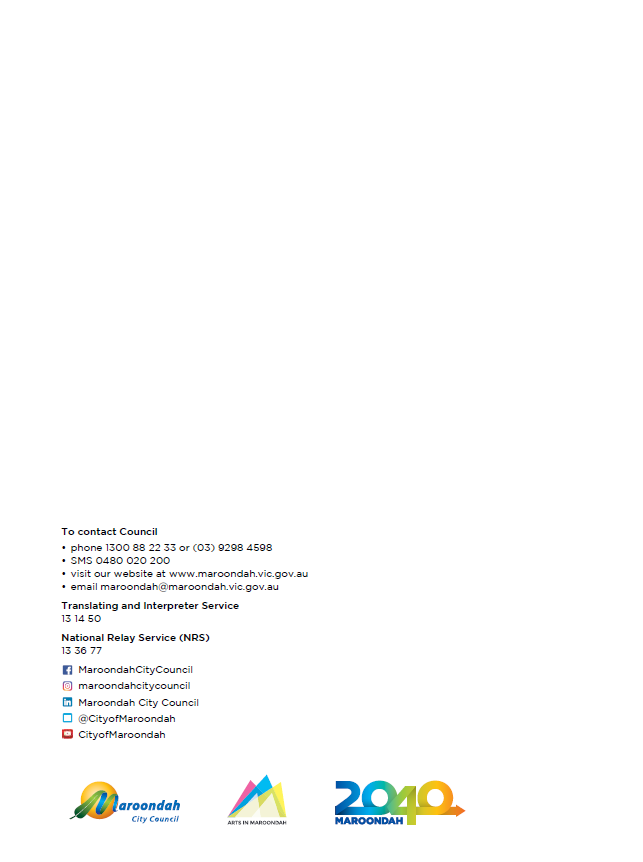 To contact Council
• phone 1300 88 22 33 or (03) 9298 4598
• SMS 0480 020 200
• visit our website at www.maroondah.vic.gov.au
• email maroondah@maroondah.vic.gov.au
Translating and Interpreter Service
13 14 50
National Relay Service (NRS)
13 36 77
MaroondahCityCouncil
maroondahcitycouncil
Maroondah City Council
@CityofMaroondah
CityofMaroondah
Maroondah
City Council
ARTS IN MAROONDAH
2040
MAROONDAH